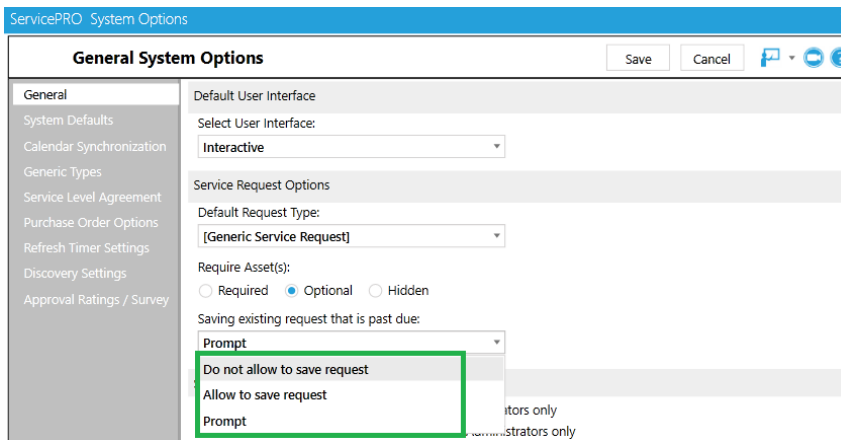 ServicePRO System Options
General System Options
Save
Cancel
General
System Defaults
Calendar Synchronization
Generic Types
Service Level Agreement
Purchase Order Options
Refresh Timer Settings
Discovery Settings
Approval Ratings / Survey
Default User Interface
Select User Interface:
Interactive
Service Request Options
Default Request Type:
[Generic Service Request]
Require Asset(s):
Required Optional Hidden
Saving existing request that is past due:
Prompt
Do not allow to save request
Allow to save request
Prompt
only
only